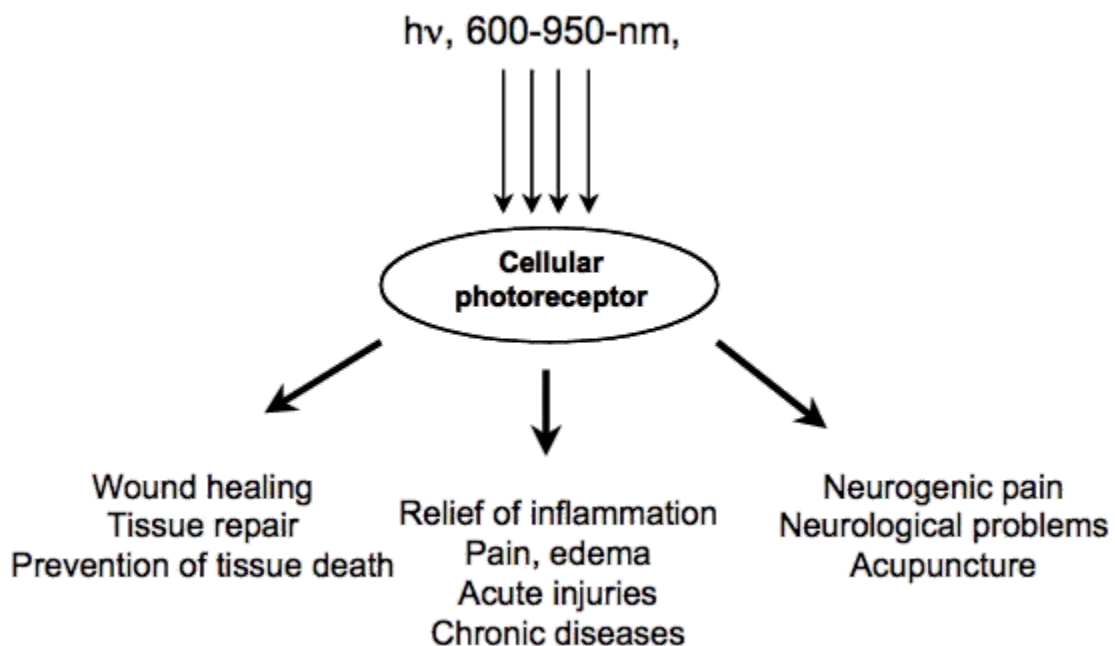 hν, 600-950-nm,
Cellular
photoreceptor
Wound healing
Tissue repair
Prevention of tissue death
Relief of inflammation
Pain, edema
Acute injuries
Chronic diseases
Neurogenic pain
Neurological problems
Acupuncture